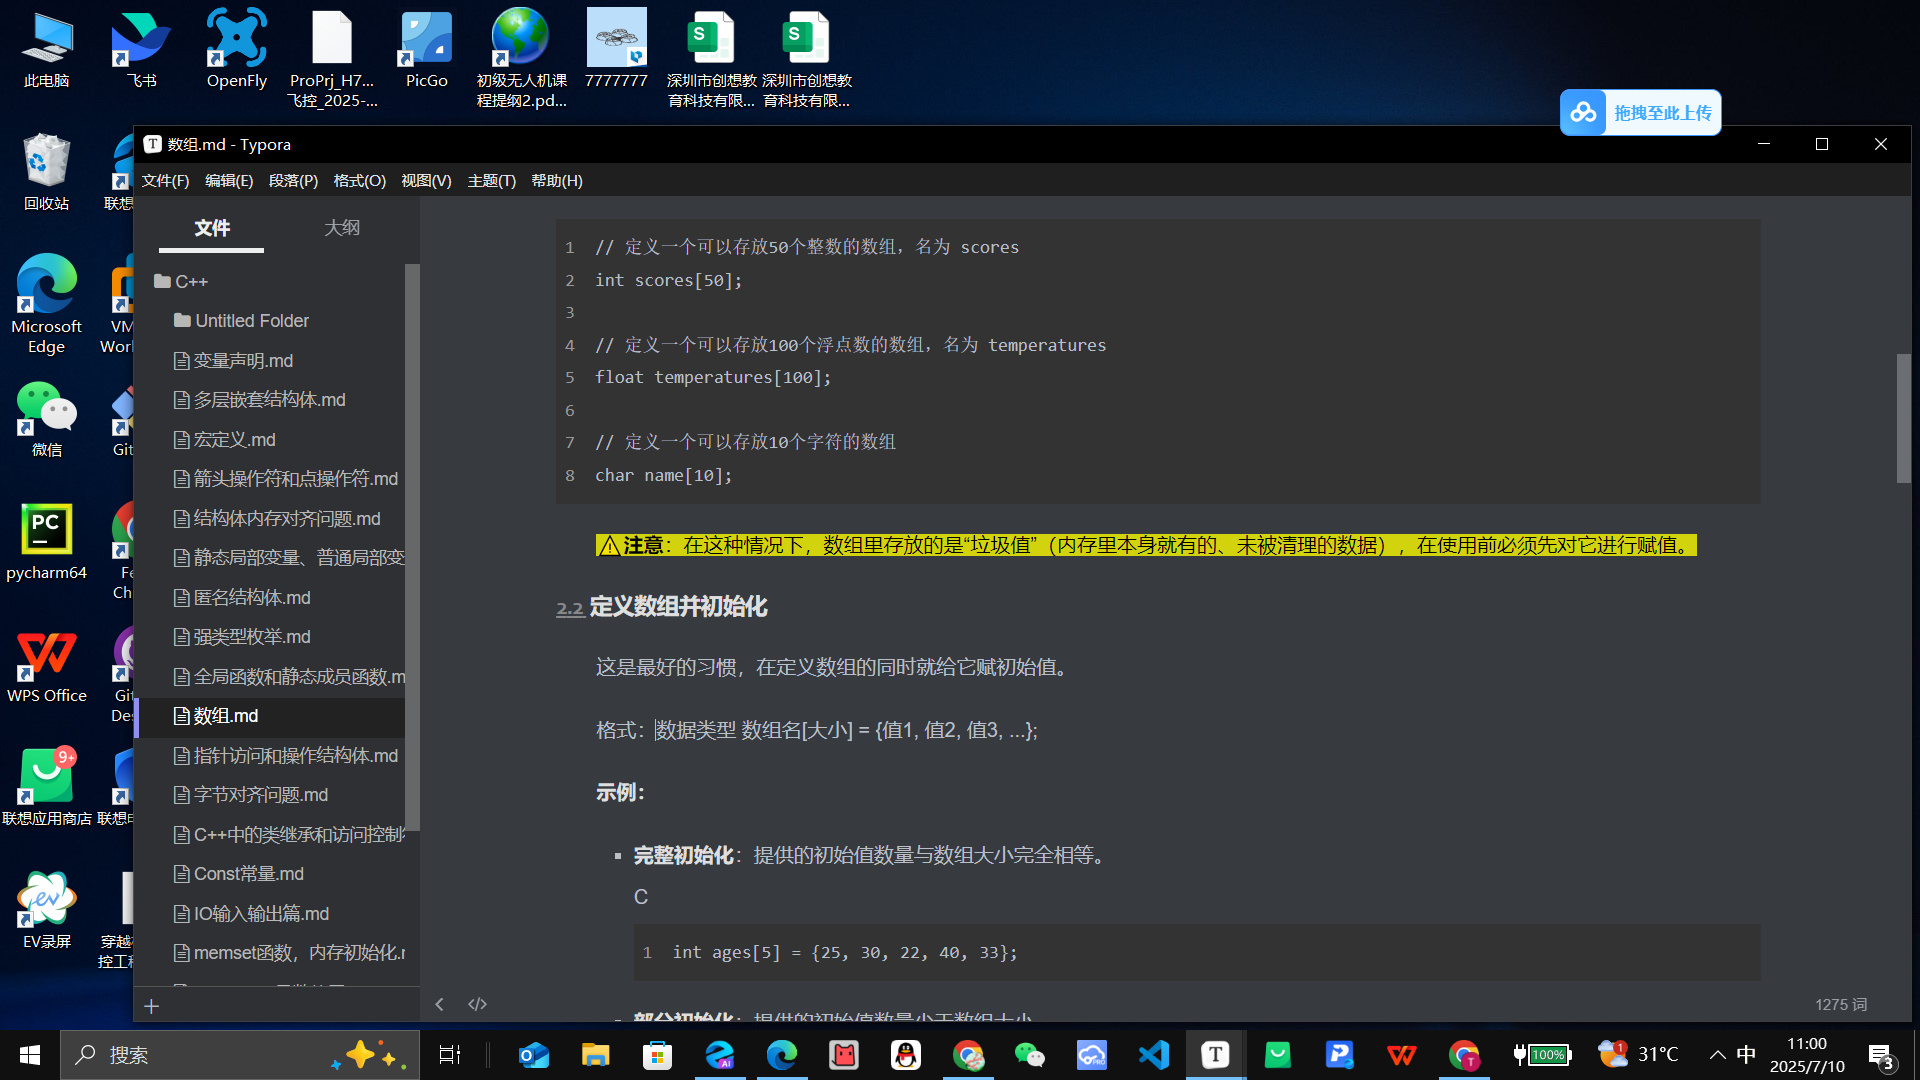 此电脑
飞书
OpenFly
ProPrj_H7...
飞控_2025-...
PicGo
初级无人机课
程提纲2.pd...
7777777
深圳市创想教
育科技有限...
深圳市创想教
育科技有限...
拖拽至此上传
回收站
联想
Microsoft
Edge
VM
Worl
微信
Git
PC
pycharm64
Fe
Ch
WPS Office
Git
Des
9+
联想应用商店
联想电
EV录屏
穿越
控工程
T 数组.md - Typora
文件(F) 编辑(E) 段落(P) 格式(O) 视图(V) 主题(T) 帮助(H)
文件 大纲
C++
Untitled Folder
变量声明.md
多层嵌套结构体.md
宏定义.md
箭头操作符和点操作符.md
结构体内存对齐问题.md
静态局部变量、普通局部变
匿名结构体.md
强类型枚举.md
全局函数和静态成员函数.m
数组.md
指针访问和操作结构体.md
字节对齐问题.md
C++中的类继承和访问控制
Const常量.md
IO输入输出篇.md
memset函数，内存初始化.r
1 // 定义一个可以存放50个整数的数组，名为 scores
2 int scores[50];
3
4 // 定义一个可以存放100个浮点数的数组，名为 temperatures
5 float temperatures[100];
6
7 // 定义一个可以存放10个字符的数组
8 char name[10];
⚠️注意：在这种情况下，数组里存放的是“垃圾值”（内存里本身就有的、未被清理的数据），在使用前必须先对它进行赋值。
2.2 定义数组并初始化
这是最好的习惯，在定义数组的同时就给它赋初始值。
格式：数据类型 数组名[大小] = {值1, 值2, 值3, ...};
示例：
▪ 完整初始化：提供的初始值数量与数组大小完全相等。
C
1 int ages[5] = {25, 30, 22, 40, 33};
部分初始化：提供的初始值数量少于数组大小
1275 词
搜索
100%
1
31°C
中
11:00
2025/7/10
3